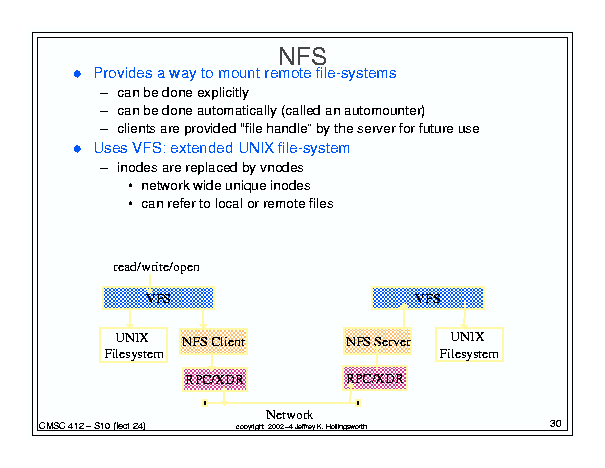 NFS
● Provides a way to mount remote file-systems
– can be done explicitly
– can be done automatically (called an automounter)
– clients are provided "file handle" by the server for future use
● Uses VFS: extended UNIX file-system
– inodes are replaced by vnodes
• network wide unique inodes
• can refer to local or remote files
read/write/open
VFS VFS
UNIX NFS Client NFS Server UNIX
Filesystem Filesystem
RPC/XDR RPC/XDR
Network
CMSC 412 – S10 (lect 24) copyright 2002-4 Jeffrey K. Hollingsworth 30